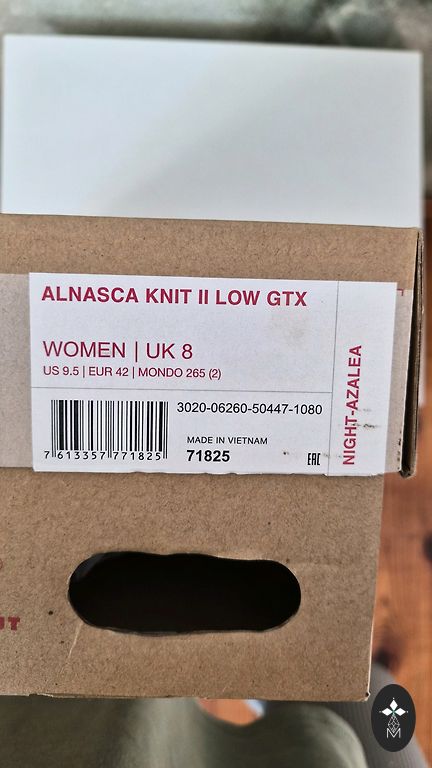 ALNASCA KNIT II LOW GTX
WOMEN | UK 8
US 9.5 | EUR 42 | MONDO 265 (2)
3020-06260-50447-1080
MADE IN VIETNAM
71825
7 613357 771825
EAC
NIGHT-AZALEA
M